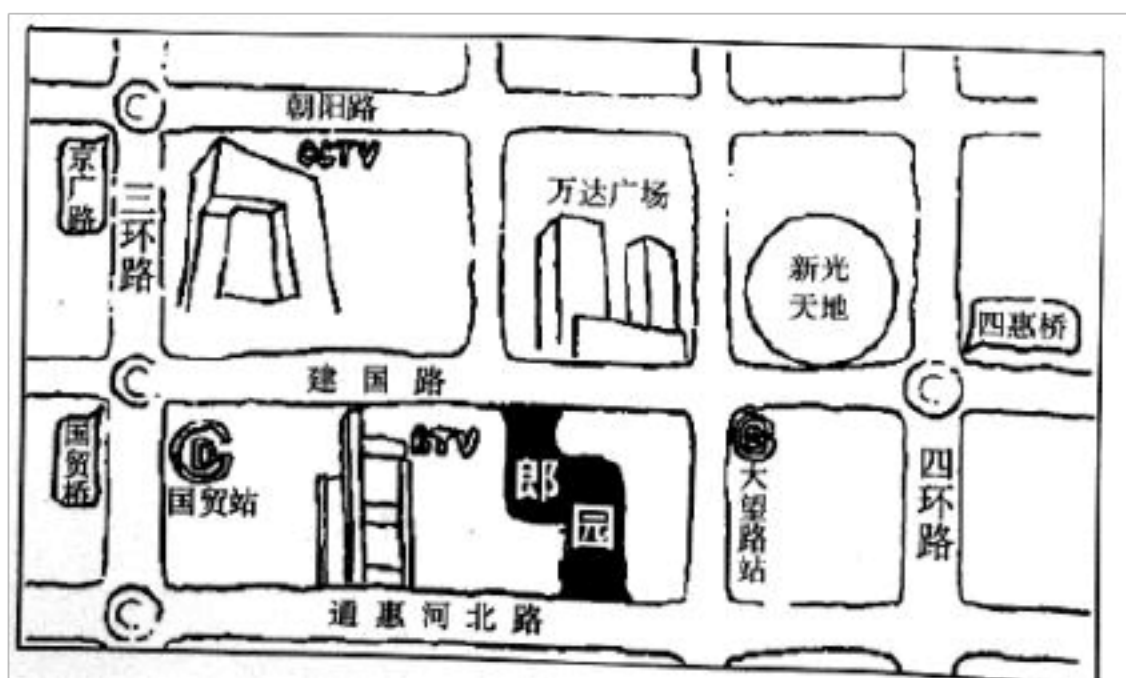 朝阳路
京广路
三环路
CCTV
万达广场
新光
天地
四惠桥
建国路
国贸桥
国贸站
BTV
郎园
大望路站
四环路
通惠河北路